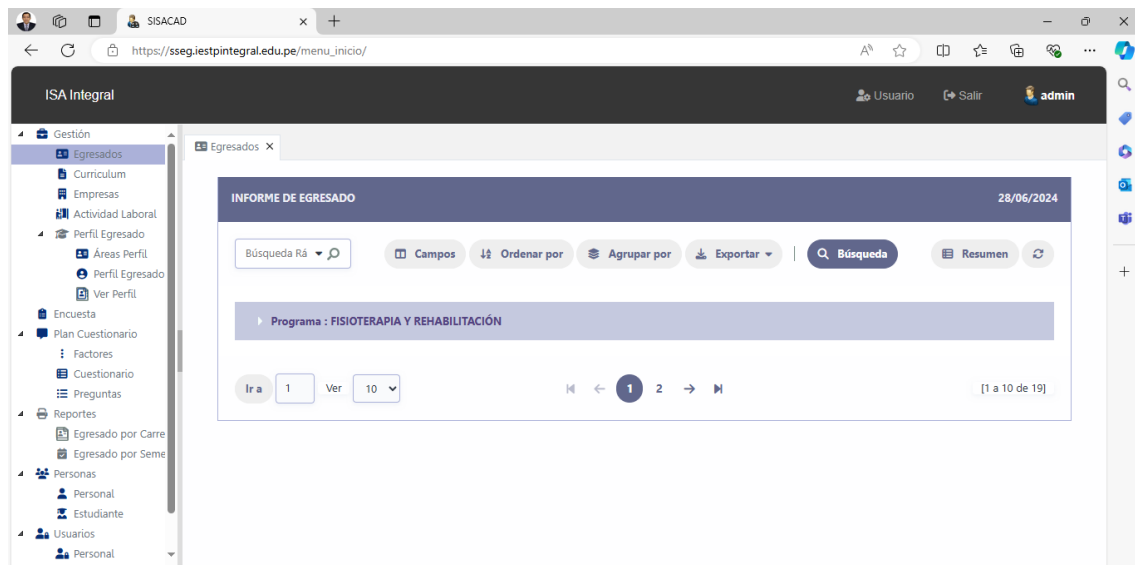 SISACAD
https://sseg.iestpintegral.edu.pe/menu_inicio/
ISA Integral
Usuario
Salir
admin
Gestión
Egresados
Curriculum
Empresas
Actividad Laboral
Perfil Egresado
Áreas Perfil
Perfil Egresado
Ver Perfil
Encuesta
Plan Cuestionario
Factores
Cuestionario
Preguntas
Reportes
Egresado por Carre
Egresado por Seme
Personas
Personal
Estudiante
Usuarios
Personal
Egresados
INFORME DE EGRESADO 28/06/2024
Búsqueda Rá Campos Ordenar por Agrupar por Exportar Búsqueda Resumen
Programa : FISIOTERAPIA Y REHABILITACIÓN
Ir a 1 Ver 10 1 2 [1 a 10 de 19]